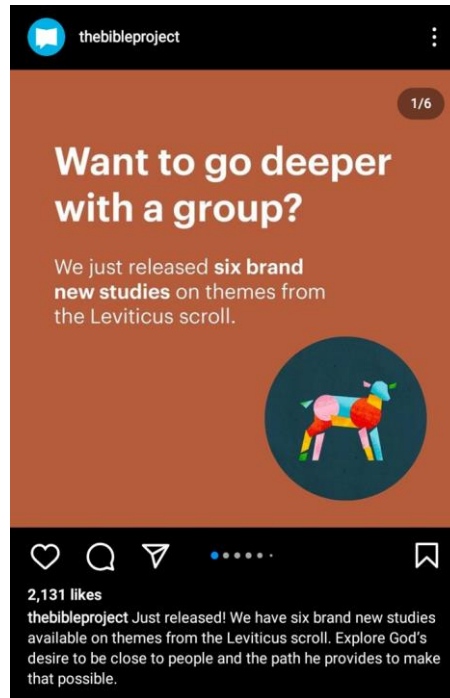 thebibleproject
1/6
Want to go deeper
with a group?
We just released six brand
new studies on themes from
the Leviticus scroll.
2,131 likes
thebibleproject Just released! We have six brand new studies
available on themes from the Leviticus scroll. Explore God's
desire to be close to people and the path he provides to make
that possible.